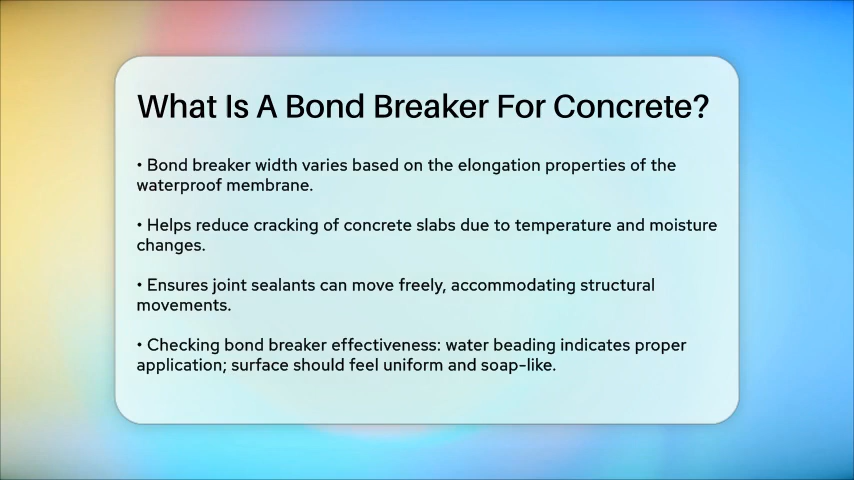 What Is A Bond Breaker For Concrete?
• Bond breaker width varies based on the elongation properties of the
waterproof membrane.
• Helps reduce cracking of concrete slabs due to temperature and moisture
changes.
• Ensures joint sealants can move freely, accommodating structural
movements.
• Checking bond breaker effectiveness: water beading indicates proper
application; surface should feel uniform and soap-like.